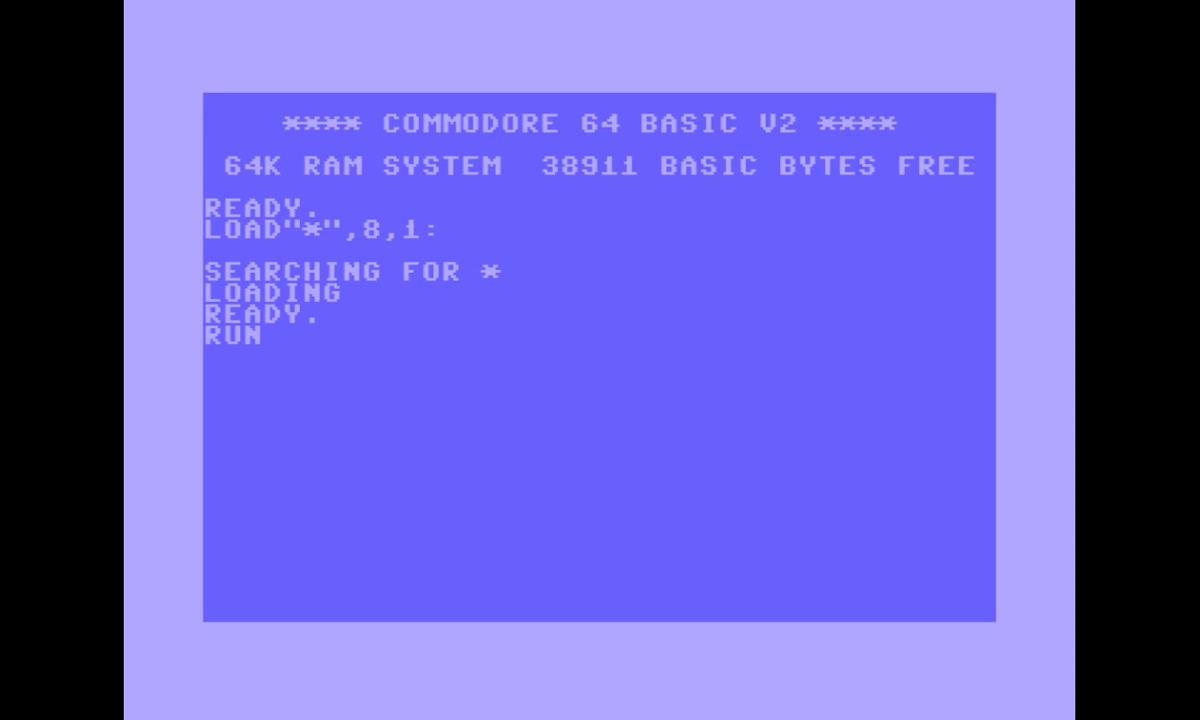 **** COMMODORE 64 BASIC V2 ****
64K RAM SYSTEM  38911 BASIC BYTES FREE
READY.
LOAD"*",8,1:
SEARCHING FOR *
LOADING
READY.
RUN